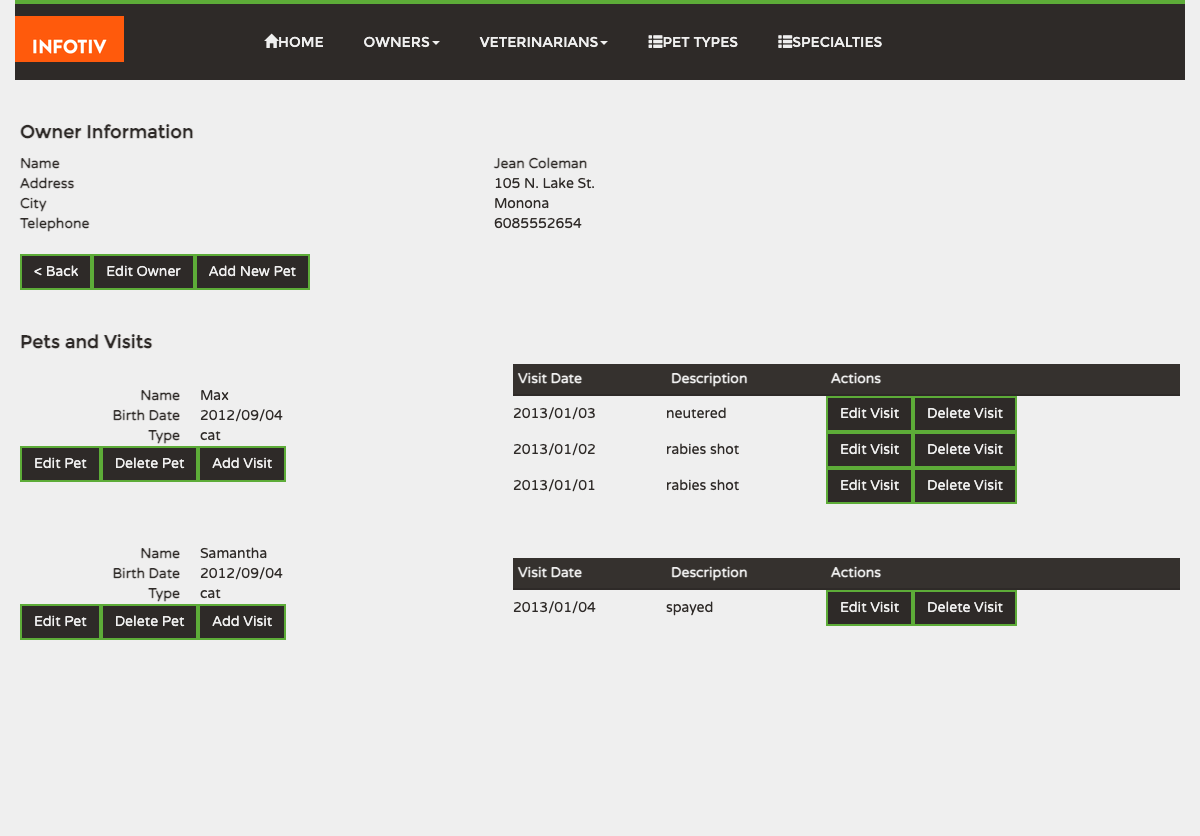 INFOTIV
HOME OWNERS VETERINARIANS PET TYPES SPECIALTIES
Owner Information
Name Jean Coleman
Address 105 N. Lake St.
City Monona
Telephone 6085552654
< Back Edit Owner Add New Pet
Pets and Visits
Name Max
Birth Date 2012/09/04
Type cat
Edit Pet Delete Pet Add Visit
Visit Date Description Actions
2013/01/03 neutered Edit Visit Delete Visit
2013/01/02 rabies shot Edit Visit Delete Visit
2013/01/01 rabies shot Edit Visit Delete Visit
Name Samantha
Birth Date 2012/09/04
Type cat
Edit Pet Delete Pet Add Visit
Visit Date Description Actions
2013/01/04 spayed Edit Visit Delete Visit